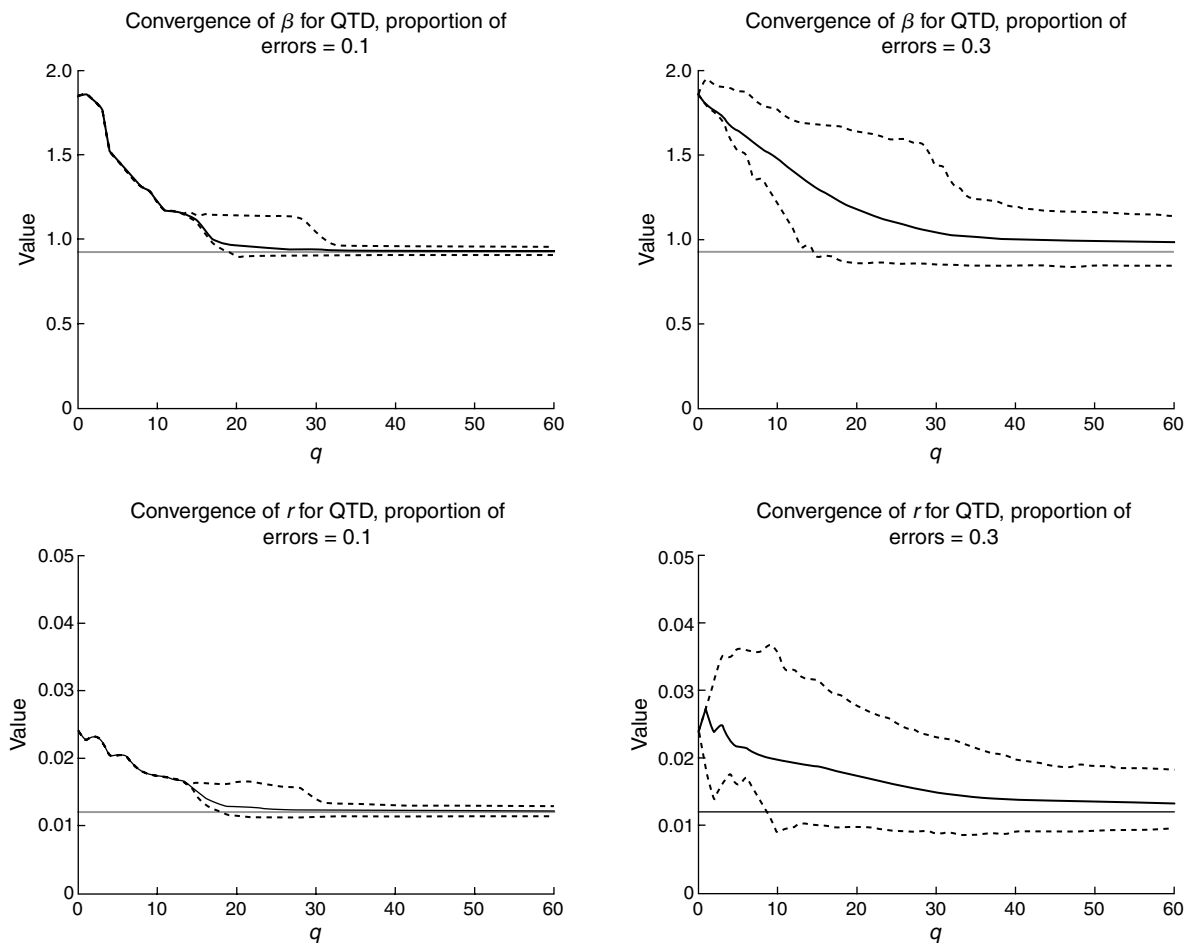 Convergence of β for QTD, proportion of
errors = 0.1
2.0
1.5
1.0
0.5
0
Value
0 10 20 30 40 50 60
q
Convergence of β for QTD, proportion of
errors = 0.3
2.0
1.5
1.0
0.5
0
Value
0 10 20 30 40 50 60
q
Convergence of r for QTD, proportion of
errors = 0.1
0.05
0.04
0.03
0.02
0.01
0
Value
0 10 20 30 40 50 60
q
Convergence of r for QTD, proportion of
errors = 0.3
0.05
0.04
0.03
0.02
0.01
0
Value
0 10 20 30 40 50 60
q